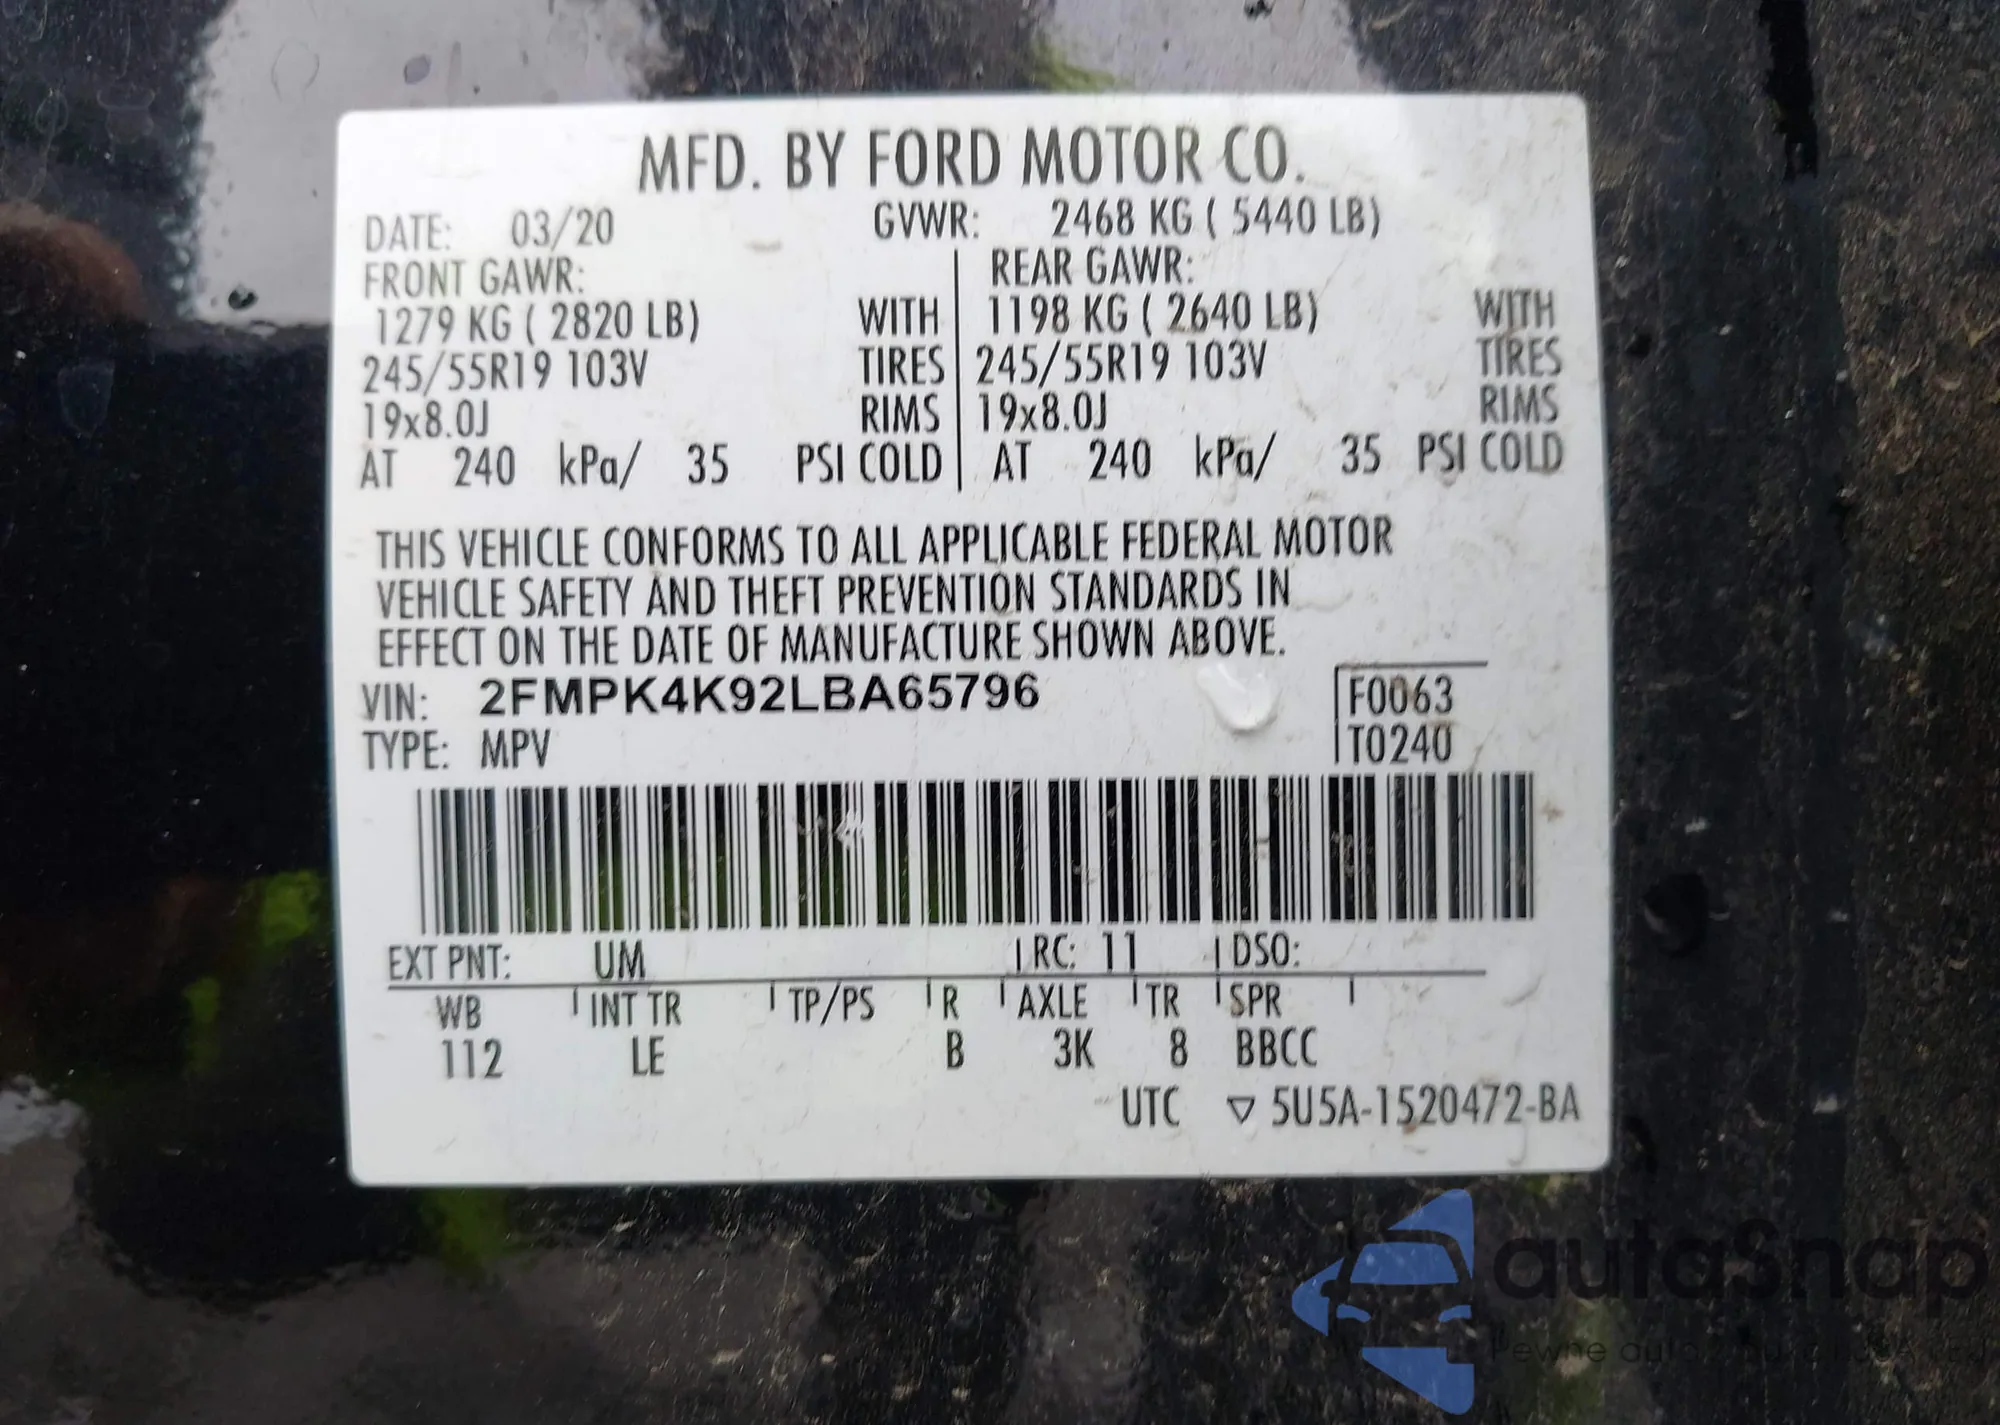 MFD. BY FORD MOTOR CO.
DATE: 03/20 GVWR: 2468 KG ( 5440 LB)
FRONT GAWR: REAR GAWR:
1279 KG ( 2820 LB) WITH 1198 KG ( 2640 LB) WITH
245/55R19 103V TIRES 245/55R19 103V TIRES
19x8.0J RIMS 19x8.0J RIMS
AT 240 kPa/ 35 PSI COLD AT 240 kPa/ 35 PSI COLD
THIS VEHICLE CONFORMS TO ALL APPLICABLE FEDERAL MOTOR
VEHICLE SAFETY AND THEFT PREVENTION STANDARDS IN
EFFECT ON THE DATE OF MANUFACTURE SHOWN ABOVE.
VIN: 2FMPK4K92LBA65796 F0063
TYPE: MPV T0240
EXT PNT: UM RC: 11 DSO:
WB INT TR TP/PS R AXLE TR SPR
112 LE B 3K 8 BBCC
UTC ▽ 5U5A-1520472-BA
autaSnap
Pewne auta z